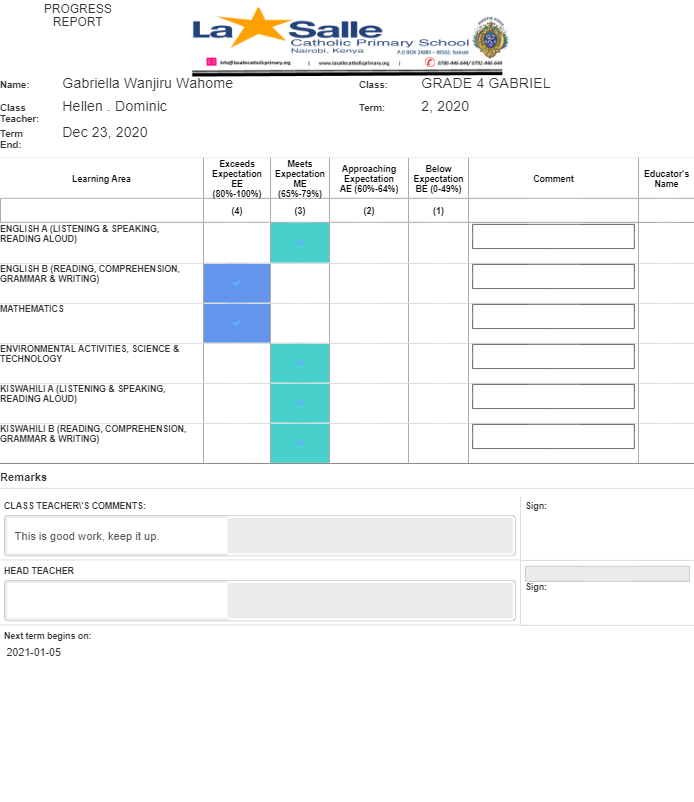 PROGRESS
REPORT
La Salle
Catholic Primary School
Nairobi, Kenya
P.O BOX 24083 - 00502, Nairobi
info@lasallecatholicprimary.org | www.lasallecatholicprimary.org | 0780-446-644/ 0792-446-644
Name: Gabriella Wanjiru Wahome Class: GRADE 4 GABRIEL
Class Teacher: Hellen . Dominic Term: 2, 2020
Term End: Dec 23, 2020
Learning Area Exceeds Expectation EE (80%-100%) Meets Expectation ME (65%-79%) Approaching Expectation AE (60%-64%) Below Expectation BE (0-49%) Comment Educator's Name
(4) (3) (2) (1)
ENGLISH A (LISTENING & SPEAKING,
READING ALOUD)
ENGLISH B (READING, COMPREHENSION,
GRAMMAR & WRITING)
MATHEMATICS
ENVIRONMENTAL ACTIVITIES, SCIENCE &
TECHNOLOGY
KISWAHILI A (LISTENING & SPEAKING,
READING ALOUD)
KISWAHILI B (READING, COMPREHENSION,
GRAMMAR & WRITING)
Remarks
CLASS TEACHER\'S COMMENTS: Sign:
This is good work, keep it up.
HEAD TEACHER
Sign:
Next term begins on:
2021-01-05